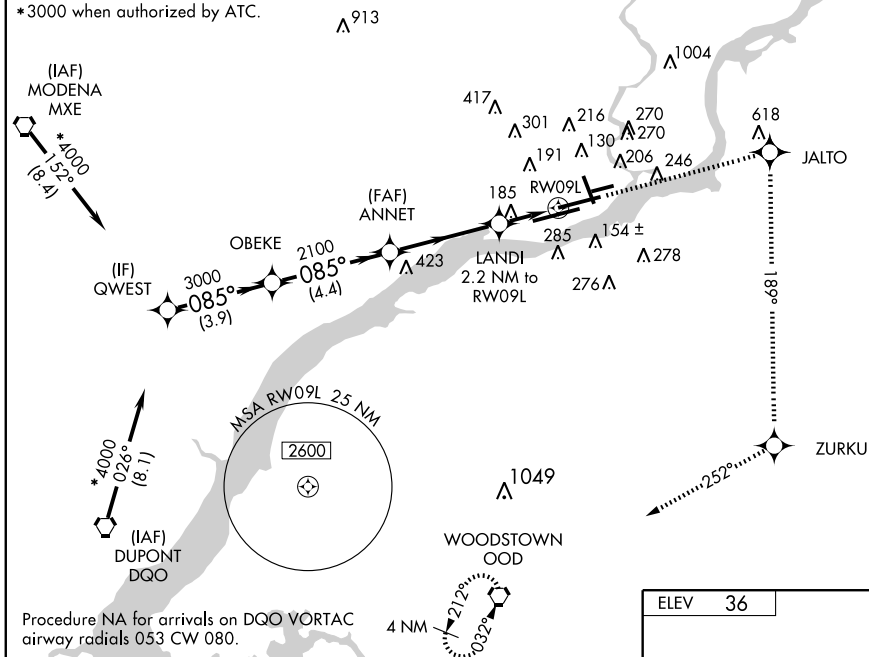 *3000 when authorized by ATC.
913
1004
(IAF)
MODENA
MXE
*4000
152°
(8.4)
417
301
216
270
270
618
191
130
206
246
JALTO
(FAF)
ANNET
185
RW09L
OBEKE
2100
085°
(4.4)
423
LANDI
2.2 NM to
RW09L
285
154 ±
278
276
(IF)
QWEST
3000
085°
(3.9)
189°
MSA RW09L 25 NM
2600
*4000
026°
(8.1)
(IAF)
DUPONT
DQO
ZURKU
252°
1049
WOODSTOWN
OOD
4 NM
212°
032°
Procedure NA for arrivals on DQO VORTAC
airway radials 053 CW 080.
ELEV 36